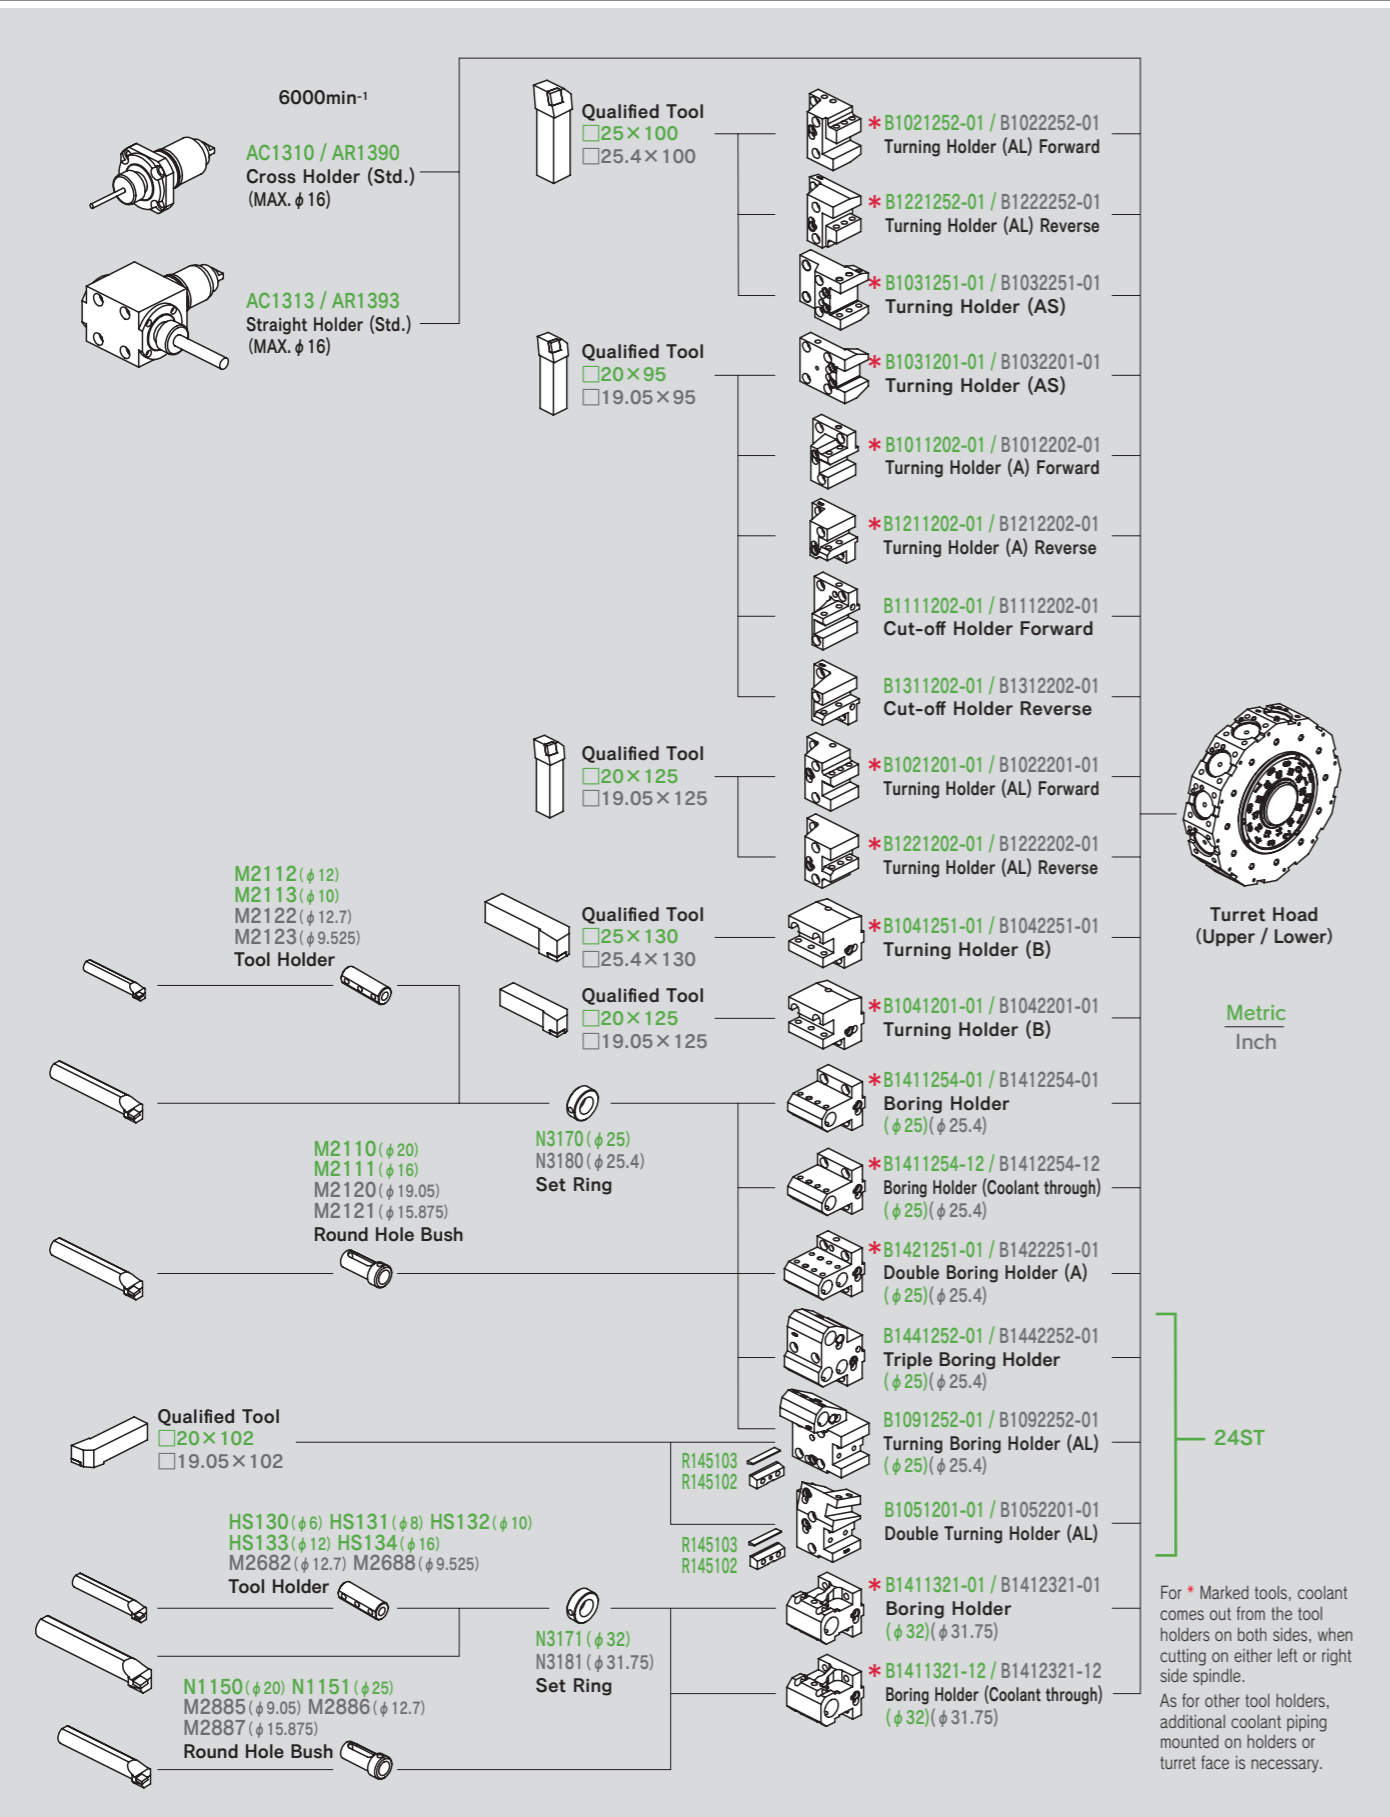 6000min-1
AC1310 / AR1390
Cross Holder (Std.)
(MAX. ϕ 16)
AC1313 / AR1393
Straight Holder (Std.)
(MAX. ϕ 16)
Qualified Tool
□25×100
□25.4×100
*B1021252-01 / B1022252-01
Turning Holder (AL) Forward
*B1221252-01 / B1222252-01
Turning Holder (AL) Reverse
*B1031251-01 / B1032251-01
Turning Holder (AS)
Qualified Tool
□20×95
□19.05×95
*B1031201-01 / B1032201-01
Turning Holder (AS)
*B1011202-01 / B1012202-01
Turning Holder (A) Forward
*B1211202-01 / B1212202-01
Turning Holder (A) Reverse
B1111202-01 / B1112202-01
Cut-off Holder Forward
B1311202-01 / B1312202-01
Cut-off Holder Reverse
Qualified Tool
□20×125
□19.05×125
*B1021201-01 / B1022201-01
Turning Holder (AL) Forward
*B1221202-01 / B1222202-01
Turning Holder (AL) Reverse
Turret Hoad
(Upper / Lower)
Metric
Inch
M2112(ϕ12)
M2113(ϕ10)
M2122(ϕ12.7)
M2123(ϕ9.525)
Tool Holder
Qualified Tool
□25×130
□25.4×130
*B1041251-01 / B1042251-01
Turning Holder (B)
Qualified Tool
□20×125
□19.05×125
*B1041201-01 / B1042201-01
Turning Holder (B)
N3170(ϕ25)
N3180(ϕ25.4)
Set Ring
*B1411254-01 / B1412254-01
Boring Holder
(ϕ25)(ϕ25.4)
M2110(ϕ20)
M2111(ϕ16)
M2120(ϕ19.05)
M2121(ϕ15.875)
Round Hole Bush
*B1411254-12 / B1412254-12
Boring Holder (Coolant through)
(ϕ25)(ϕ25.4)
*B1421251-01 / B1422251-01
Double Boring Holder (A)
(ϕ25)(ϕ25.4)
B1441252-01 / B1442252-01
Triple Boring Holder
(ϕ25)(ϕ25.4)
Qualified Tool
□20×102
□19.05×102
R145103
R145102
B1091252-01 / B1092252-01
Turning Boring Holder (AL)
(ϕ25)(ϕ25.4)
24ST
R145103
R145102
B1051201-01 / B1052201-01
Double Turning Holder (AL)
HS130(ϕ6) HS131(ϕ8) HS132(ϕ10)
HS133(ϕ12) HS134(ϕ16)
M2682(ϕ12.7) M2688(ϕ9.525)
Tool Holder
N3171(ϕ32)
N3181(ϕ31.75)
Set Ring
*B1411321-01 / B1412321-01
Boring Holder
(ϕ32)(ϕ31.75)
N1150(ϕ20) N1151(ϕ25)
M2885(ϕ9.05) M2886(ϕ12.7)
M2887(ϕ15.875)
Round Hole Bush
*B1411321-12 / B1412321-12
Boring Holder (Coolant through)
(ϕ32)(ϕ31.75)
For * Marked tools, coolant
comes out from the tool
holders on both sides, when
cutting on either left or right
side spindle.
As for other tool holders,
additional coolant piping
mounted on holders or
turret face is necessary.